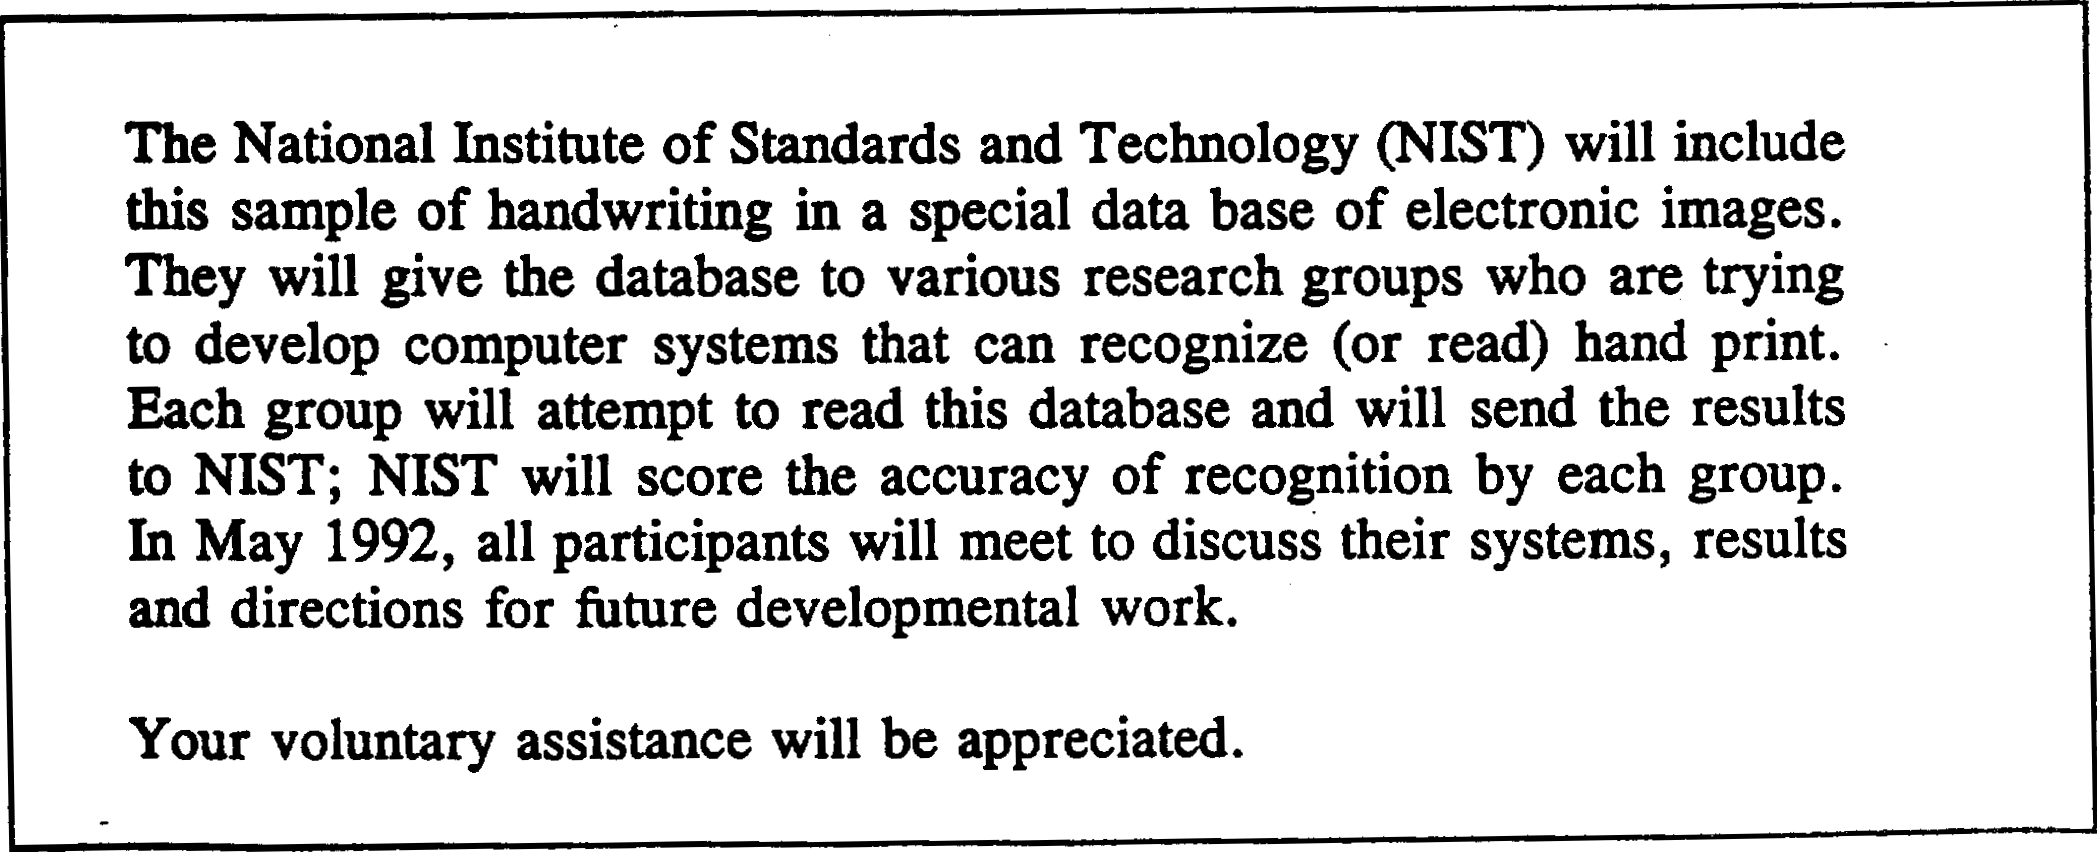 The National Institute of Standards and Technology (NIST) will include
this sample of handwriting in a special data base of electronic images.
They will give the database to various research groups who are trying
to develop computer systems that can recognize (or read) hand print.
Each group will attempt to read this database and will send the results
to NIST; NIST will score the accuracy of recognition by each group.
In May 1992, all participants will meet to discuss their systems, results
and directions for future developmental work.
Your voluntary assistance will be appreciated.